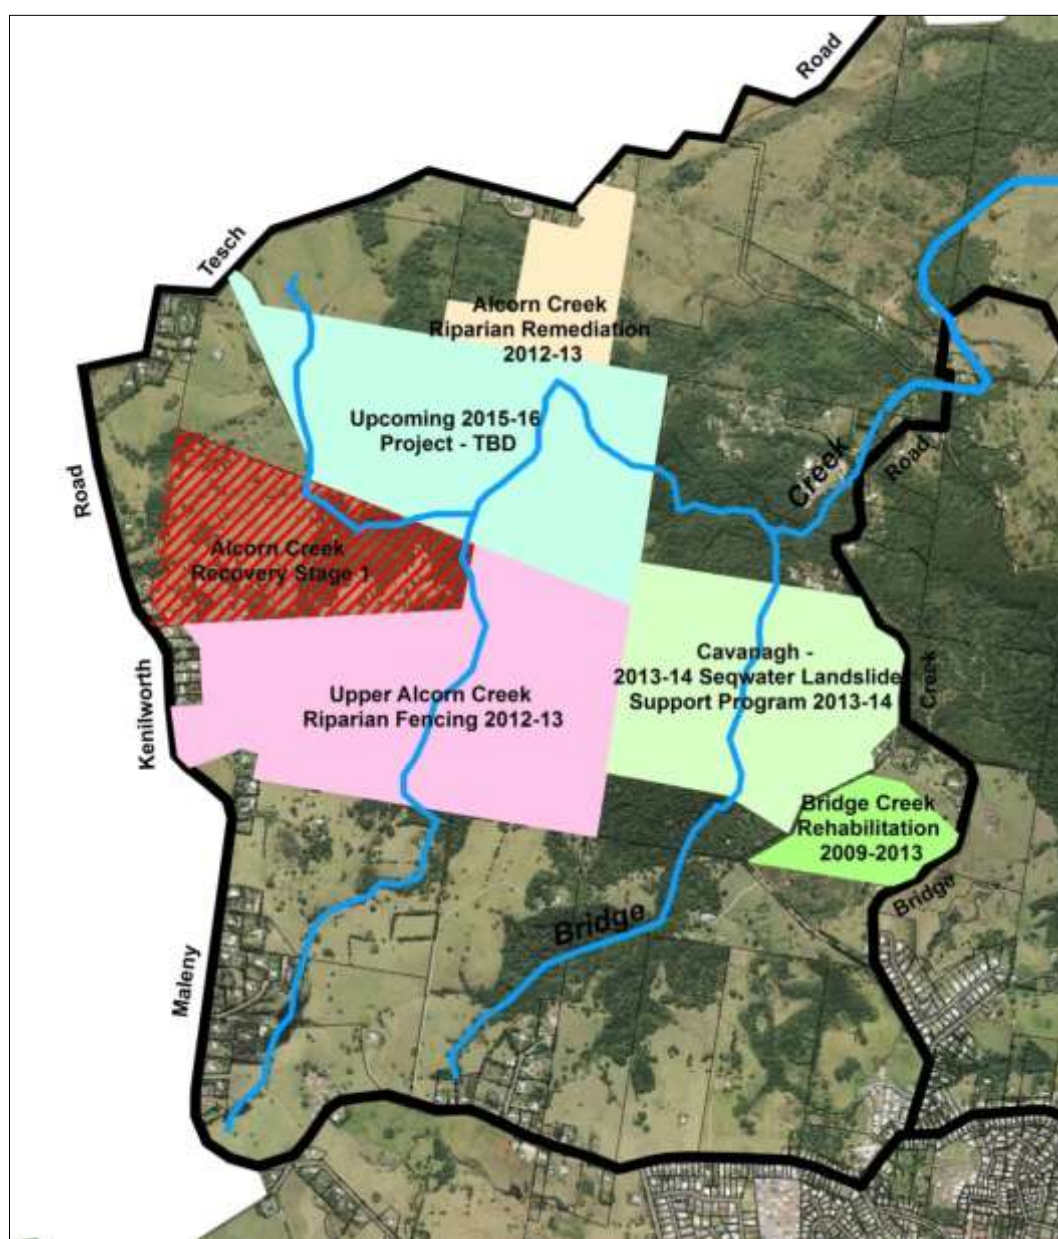 Road
Tesch
Alcorn Creek
Riparian Remediation
2012-13
Upcoming 2015-16
Project - TBD
Creek
Road
Road
Alcorn Creek
Recovery Stage 1
Kenilworth
Upper Alcorn Creek
Riparian Fencing 2012-13
Cavanagh -
2013-14 Seqwater Landslide
Support Program 2013-14
Creek
Bridge Creek
Rehabilitation
2009-2013
Bridge
Bridge
Maleny